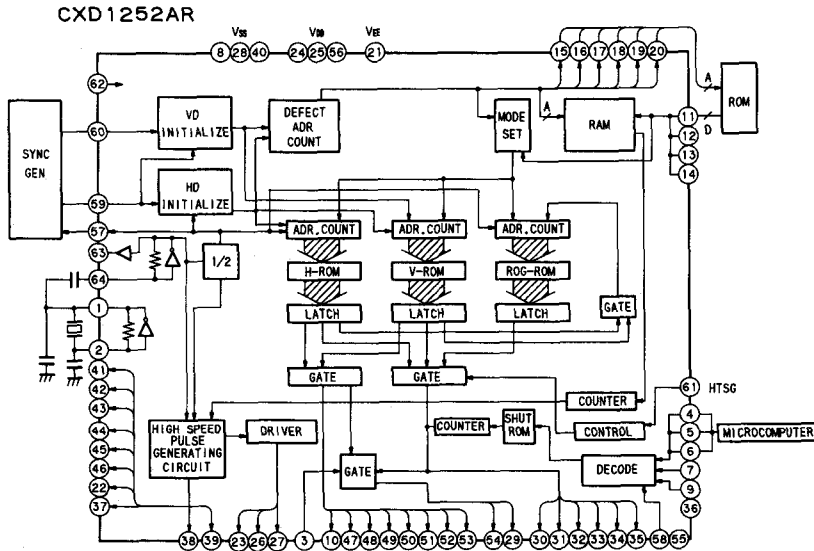 CXD1252AR
VSS VDD VEE
8 28 40 24 25 56 21 15 16 17 18 19 20
62
A
ROM
SYNC GEN
60
VD INITIALIZE
DEFECT ADR COUNT
MODE SET
A
RAM
11
D
12
13
14
59
HD INITIALIZE
57
ADR.COUNT ADR.COUNT ADR.COUNT
63
1/2
H-ROM V-ROM ROG-ROM
64
GATE
1
LATCH LATCH LATCH
2
41
GATE GATE
61 HTSG
42
COUNTER
43
4
44
HIGH SPEED PULSE GENERATING CIRCUIT
DRIVER
COUNTER
SHUT ROM
CONTROL
5
MICROCOMPUTER
45
6
46
GATE
DECODE
7
22
9
37
36
38 39 23 26 27 3 10 47 48 49 50 51 52 53 54 29 30 31 32 33 34 35 58 55